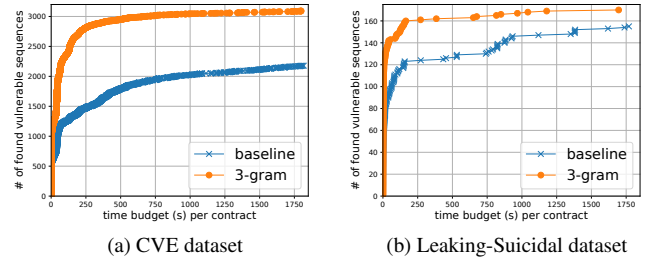 # of found vulnerable sequences
3000
2500
2000
1500
1000
500
0
0 250 500 750 1000 1250 1500 1750
time budget (s) per contract
baseline
3-gram
(a) CVE dataset
# of found vulnerable sequences
160
140
120
100
80
60
40
20
0
0 250 500 750 1000 1250 1500 1750
time budget (s) per contract
baseline
3-gram
(b) Leaking-Suicidal dataset